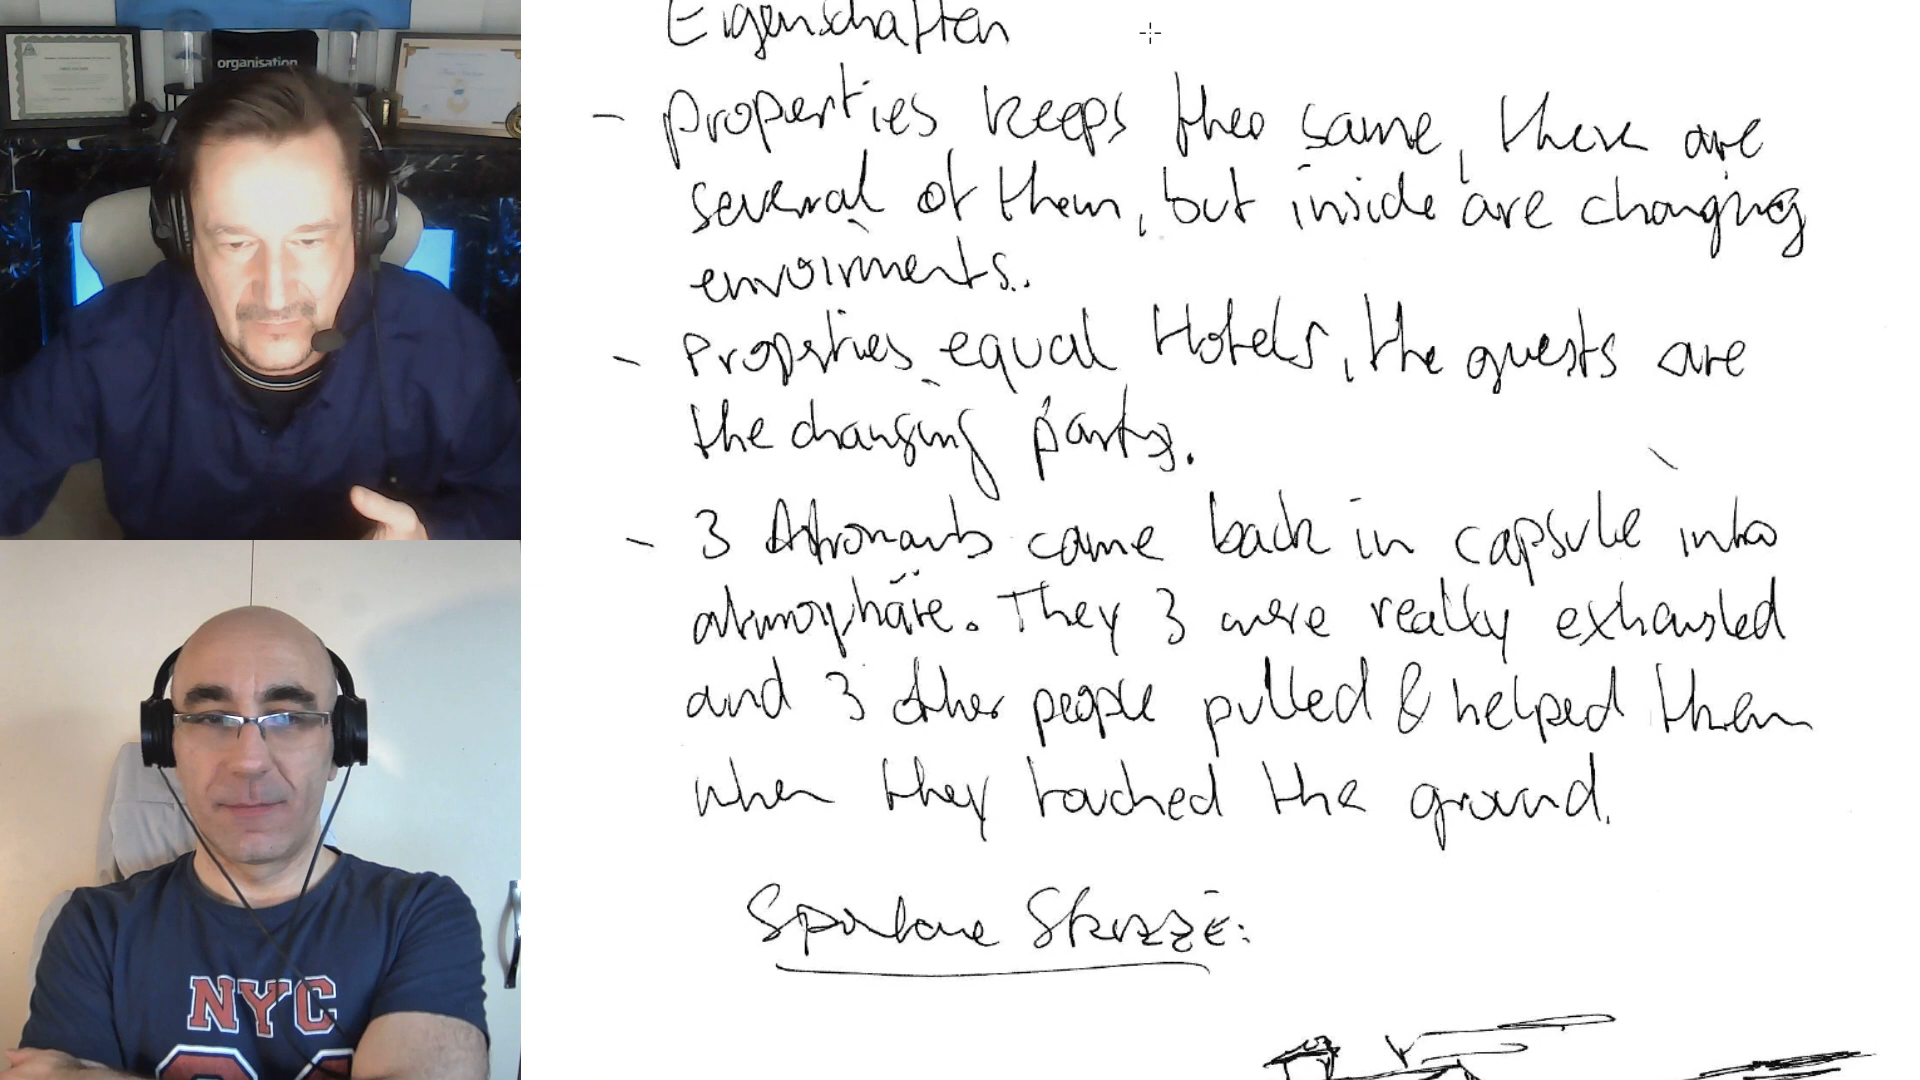 organisation
Eigenschaften
- Properties keeps theo same, there are
several of them, but inside are changing
enviorments..
- Properties equal Hotels, the guests are
the changing party.
- 3 Astronauts came back in capsule into
atmosphäre. They 3 were really exhausted
and 3 other people pulled & helped them
when they touched the ground.
Spontane Skizze:
NYC